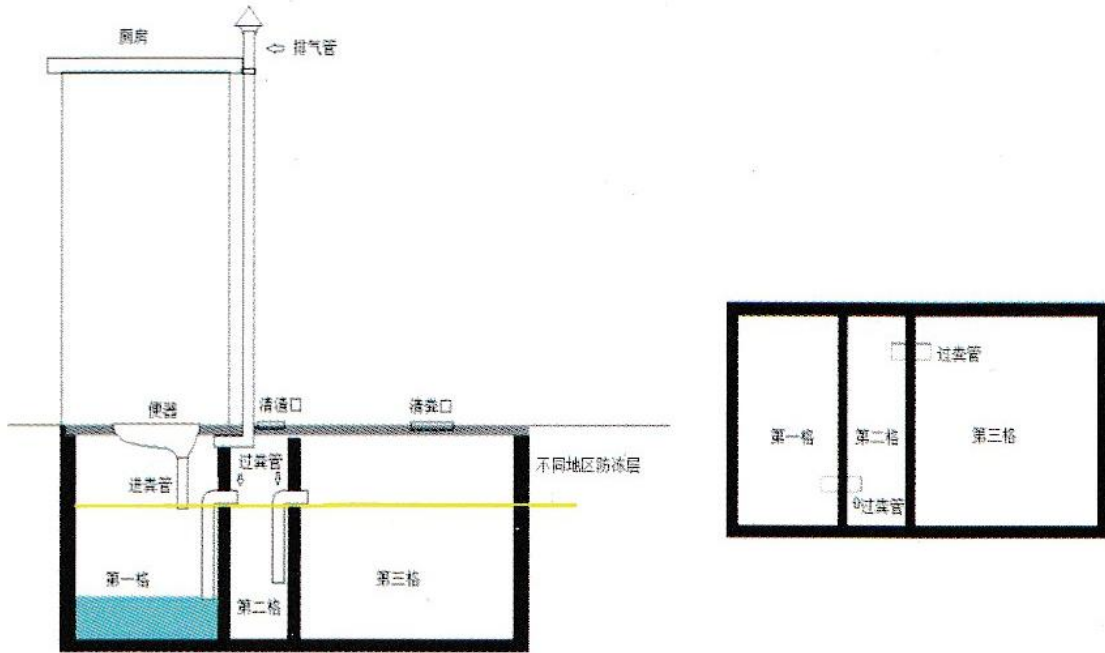 厕房
排气管
便器
清渣口
清粪口
进粪管
过粪管
不同地区防冻层
第一格
第二格
第三格
过粪管
第一格
第二格
第三格
过粪管